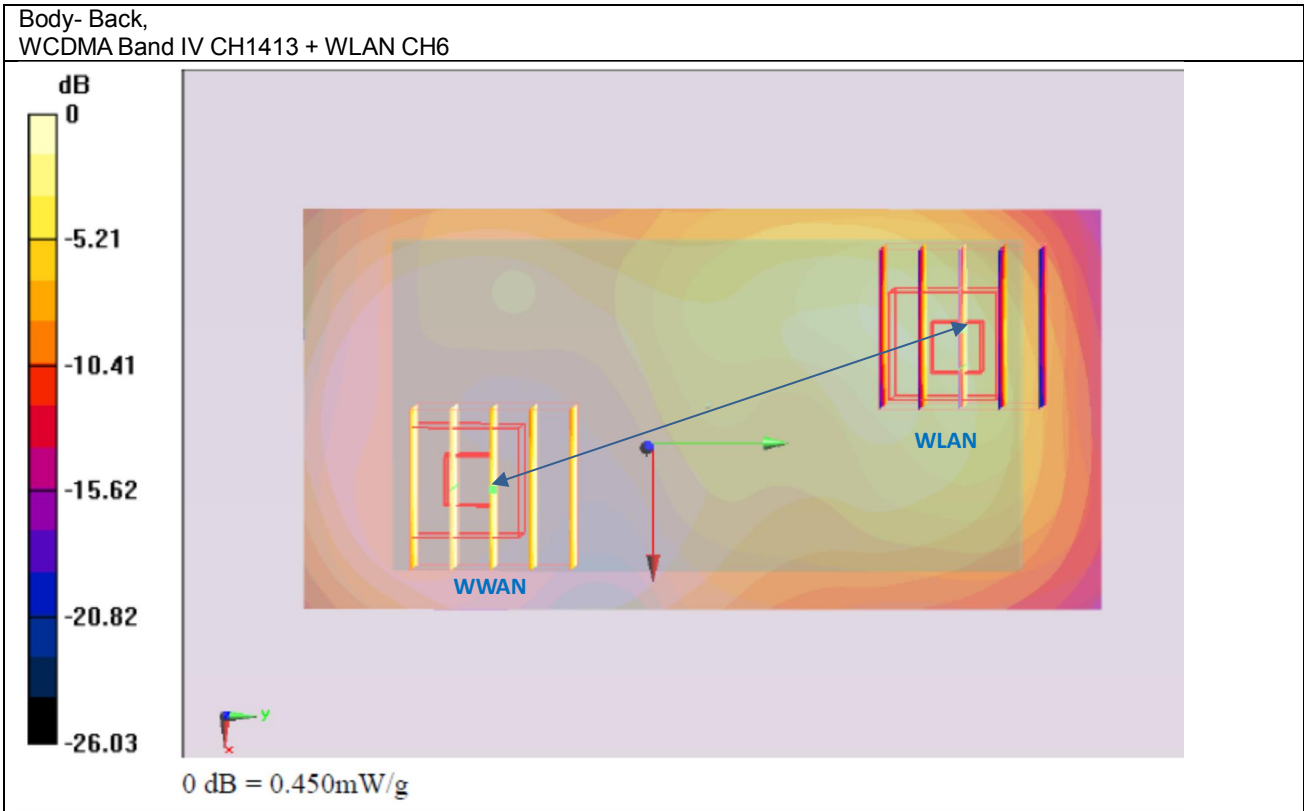 Body- Back,
WCDMA Band IV CH1413 + WLAN CH6
dB
0
-5.21
-10.41
-15.62
-20.82
-26.03
WLAN
WWAN
y
x
0 dB = 0.450mW/g